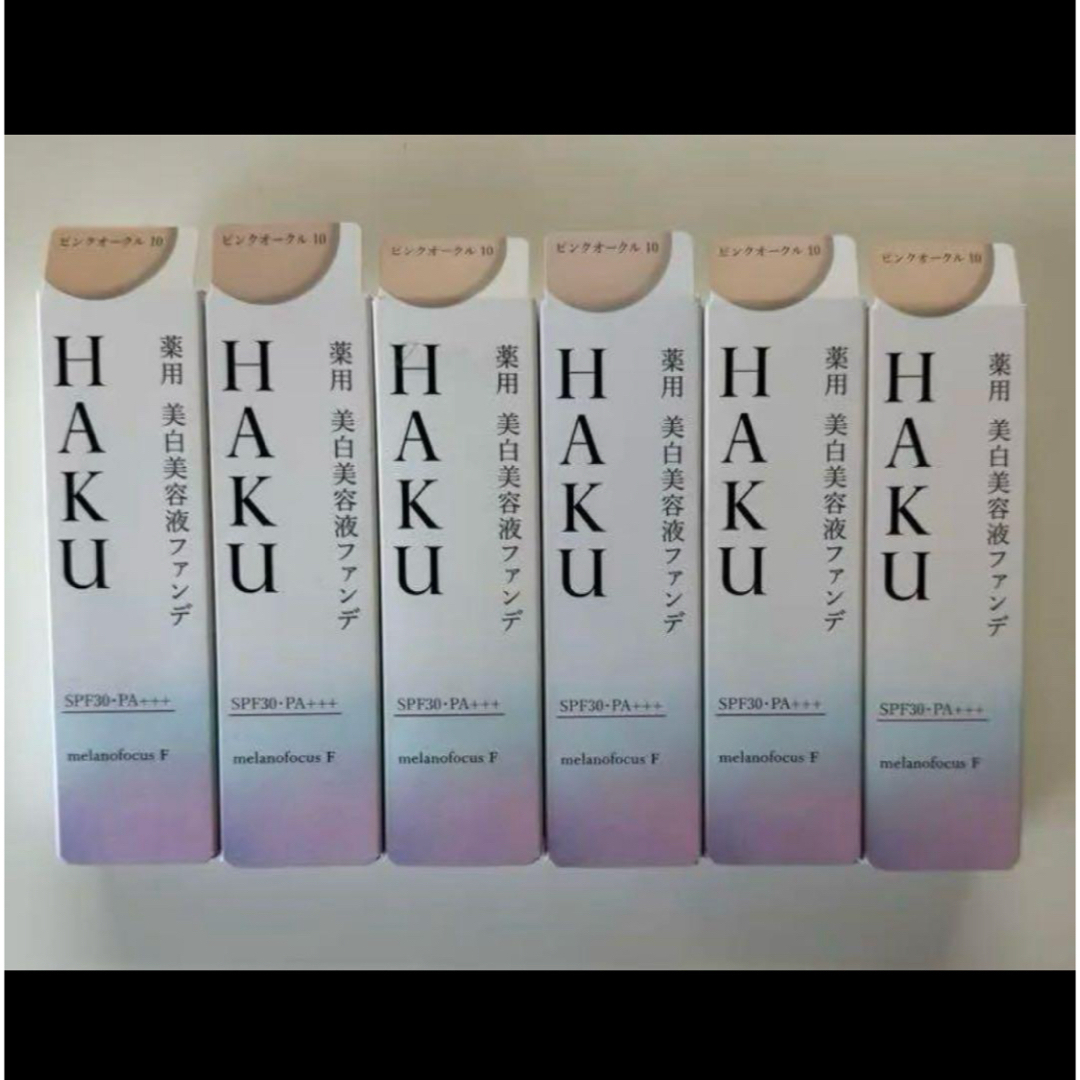 ピンクオークル 10
HAKU
薬用 美白美容液ファンデ
SPF30・PA+++
melanofocus F
ピンクオークル 10
HAKU
薬用 美白美容液ファンデ
SPF30・PA+++
melanofocus F
ピンクオークル 10
HAKU
薬用 美白美容液ファンデ
SPF30・PA+++
melanofocus F
ピンクオークル 10
HAKU
薬用 美白美容液ファンデ
SPF30・PA+++
melanofocus F
ピンクオークル 10
HAKU
薬用 美白美容液ファンデ
SPF30・PA+++
melanofocus F
ピンクオークル 10
HAKU
薬用 美白美容液ファンデ
SPF30・PA+++
melanofocus F